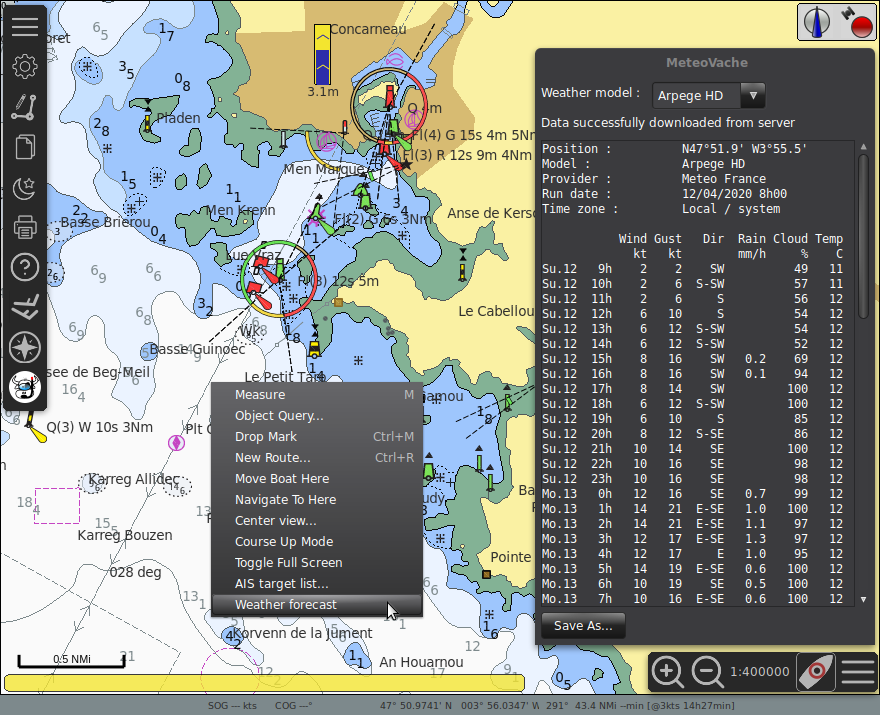 Concarneau
3.1m
Pladen
Q 4m
Fl(4) G 15s 4m 5Nm
Fl(3) R 12s 9m 4Nm
Men Marque
Men Krenn
Fl(2) G 6s 3Nm
Anse de Kerso
Basse Brierou
Lue Vraz
Fl(3) 12s 5m
Le Cabellou
Wk.
Basse Guinoec
Basse de Beg-Meil
Le Petit Taro
Q(3) W 10s 3Nm
Plt
Karreg Allidec
Karreg Bouzen
028 deg
Pointe
Korvenn de la Jument
An Houarnou
Measure M
Object Query...
Drop Mark Ctrl+M
New Route... Ctrl+R
Move Boat Here
Navigate To Here
Center view...
Course Up Mode
Toggle Full Screen
AIS target list...
Weather forecast
MeteoVache
Weather model : Arpege HD
Data successfully downloaded from server
Position : N47°51.9' W3°55.5'
Model : Arpege HD
Provider : Meteo France
Run date : 12/04/2020 8h00
Time zone : Local / system
Wind Gust Dir Rain Cloud Temp
kt kt mm/h % C
Su.12 9h 2 2 SW 49 11
Su.12 10h 2 6 S-SW 57 11
Su.12 11h 2 6 S 56 12
Su.12 12h 6 10 S 54 12
Su.12 13h 6 12 S-SW 54 12
Su.12 14h 6 12 S-SW 52 12
Su.12 15h 8 16 SW 0.2 69 12
Su.12 16h 8 16 SW 0.1 94 12
Su.12 17h 8 14 SW 100 12
Su.12 18h 6 12 S-SW 100 12
Su.12 19h 6 10 S 85 12
Su.12 20h 8 12 S-SE 86 12
Su.12 21h 10 14 SE 100 12
Su.12 22h 10 16 SE 98 12
Su.12 23h 10 16 SE 98 12
Mo.13 0h 12 16 SE 0.7 99 12
Mo.13 1h 14 21 E-SE 1.0 100 12
Mo.13 2h 14 21 E-SE 1.1 97 12
Mo.13 3h 12 17 E-SE 1.3 97 12
Mo.13 4h 12 17 E 1.0 95 12
Mo.13 5h 14 19 E-SE 0.6 100 12
Mo.13 6h 10 19 SE 0.5 100 12
Mo.13 7h 10 16 E-SE 0.6 100 12
Save As...
0.5 NMi
1:400000
SOG --- kts COG ---° 47° 50.9741' N 003° 56.0347' W 291° 43.4 NMi --min [@3kts 14h27min]